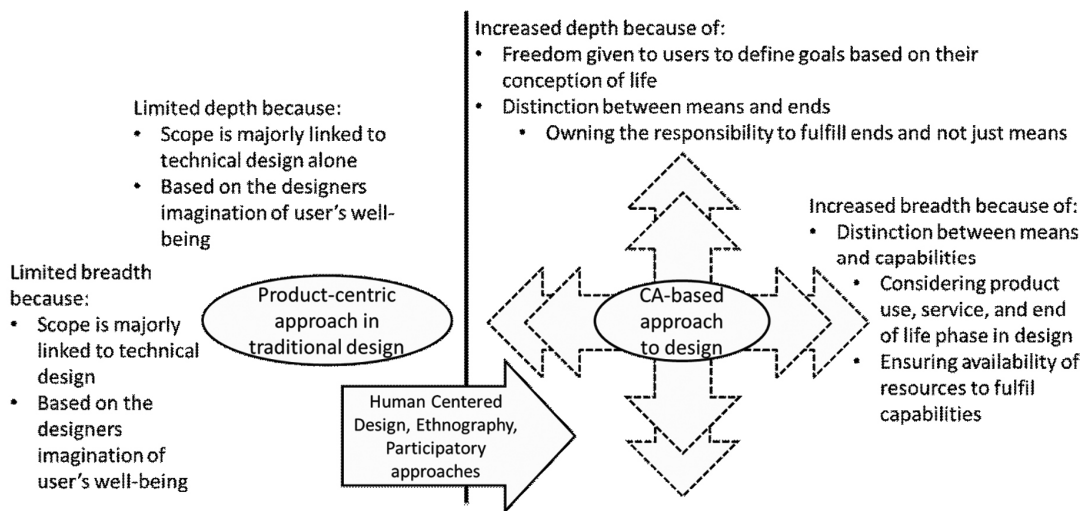 Increased depth because of:
• Freedom given to users to define goals based on their
conception of life
• Distinction between means and ends
• Owning the responsibility to fulfill ends and not just means
Limited depth because:
• Scope is majorly linked to
technical design alone
• Based on the designers
imagination of user's well-
being
Increased breadth because of:
• Distinction between means
and capabilities
• Considering product
use, service, and end
of life phase in design
• Ensuring availability of
resources to fulfil
capabilities
Limited breadth
because:
• Scope is majorly
linked to technical
design
• Based on the
designers
imagination of
user's well-being
Product-centric
approach in
traditional design
CA-based
approach
to design
Human Centered
Design, Ethnography,
Participatory
approaches